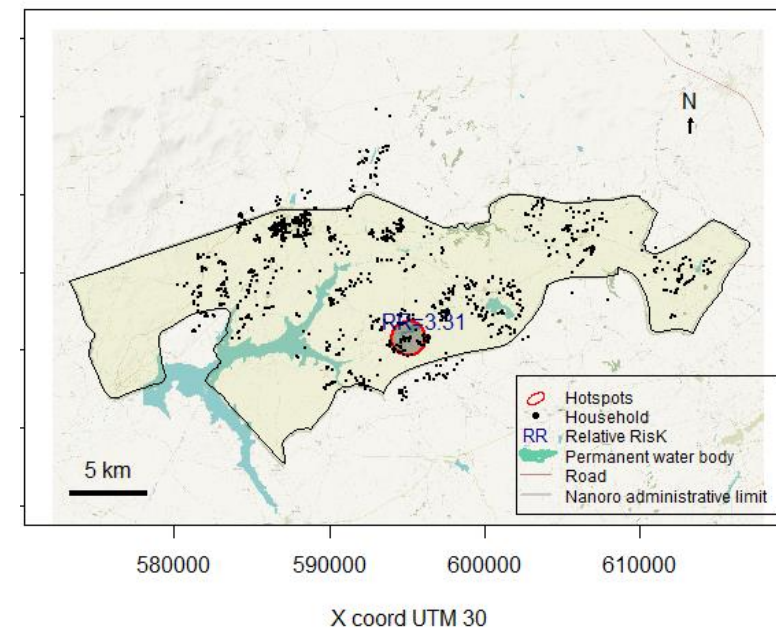 N
RR=3.31
Hotspots
Household
RR Relative RisK
Permanent water body
Road
Nanoro administrative limit
5 km
580000 590000 600000 610000
X coord UTM 30